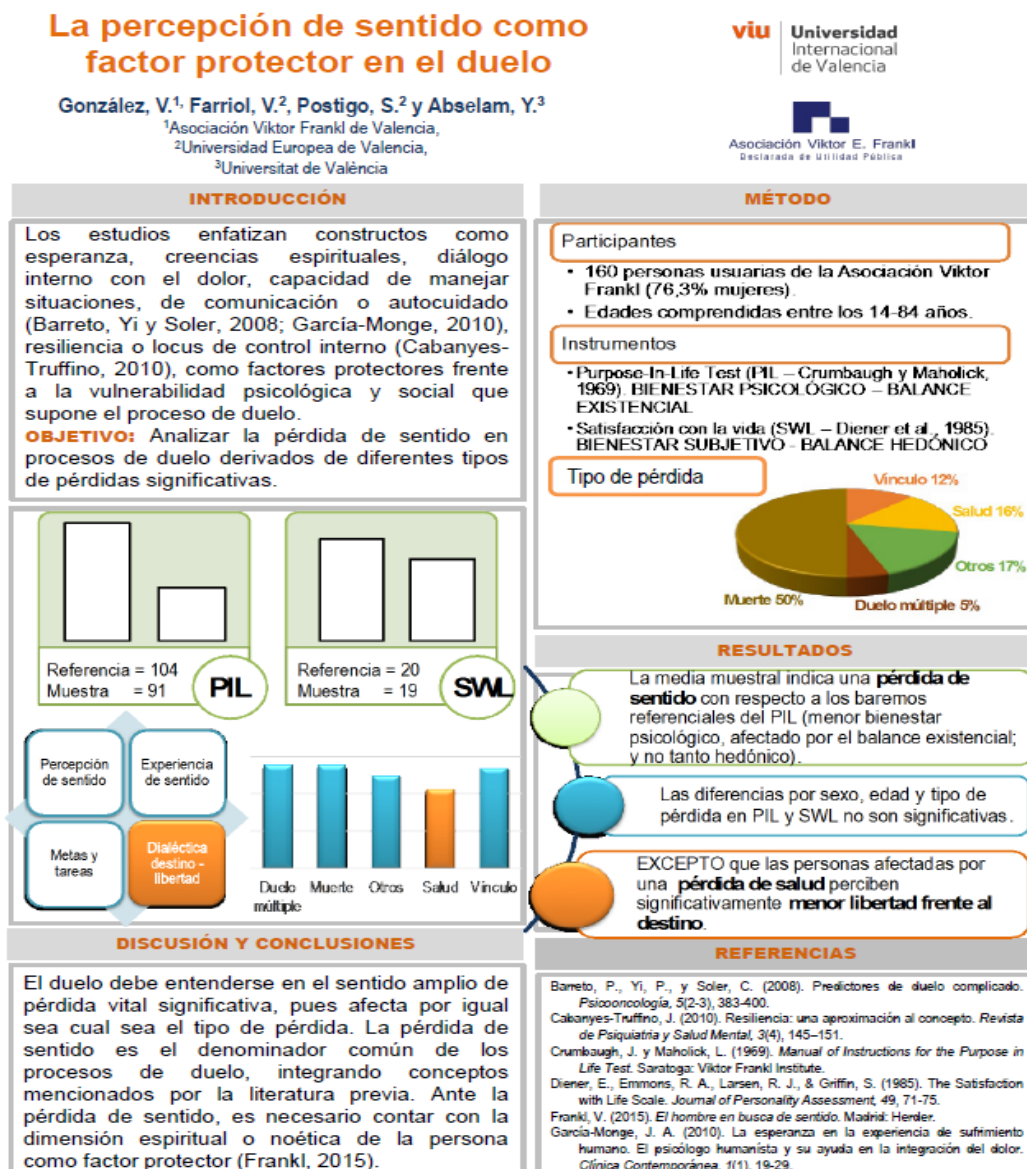 La percepción de sentido como
factor protector en el duelo
González, V.1, Farriol, V.2, Postigo, S.2 y Abselam, Y.3
1Asociación Viktor Frankl de Valencia,
2Universidad Europea de Valencia,
3Universitat de València
viu
Universidad
Internacional
de Valencia
Asociación Viktor E. Frankl
Declarada de Utilidad Pública
INTRODUCCIÓN
Los estudios enfatizan constructos como
esperanza, creencias espirituales, diálogo
interno con el dolor, capacidad de manejar
situaciones, de comunicación o autocuidado
(Barreto, Yi y Soler, 2008; García-Monge, 2010),
resiliencia o locus de control interno (Cabanyes-
Truffino, 2010), como factores protectores frente
a la vulnerabilidad psicológica y social que
supone el proceso de duelo.
OBJETIVO: Analizar la pérdida de sentido en
procesos de duelo derivados de diferentes tipos
de pérdidas significativas.
MÉTODO
Participantes
• 160 personas usuarias de la Asociación Viktor
Frankl (76,3% mujeres).
• Edades comprendidas entre los 14-84 años.
Instrumentos
• Purpose-In-Life Test (PIL – Crumbaugh y Maholick,
1969). BIENESTAR PSICOLÓGICO – BALANCE
EXISTENCIAL
• Satisfacción con la vida (SWL – Diener et al., 1985).
BIENESTAR SUBJETIVO - BALANCE HEDÓNICO
Tipo de pérdida
Vínculo 12%
Salud 16%
Otros 17%
Duelo múltiple 5%
Muerte 50%
Referencia = 104
Muestra = 91
PIL
Referencia = 20
Muestra = 19
SWL
Percepción
de sentido
Experiencia
de sentido
Metas y
tareas
Dialéctica
destino -
libertad
Duelo múltiple
Muerte
Otros
Salud
Vínculo
RESULTADOS
La media muestral indica una pérdida de
sentido con respecto a los baremos
referenciales del PIL (menor bienestar
psicológico, afectado por el balance existencial;
y no tanto hedónico).
Las diferencias por sexo, edad y tipo de
pérdida en PIL y SWL no son significativas.
EXCEPTO que las personas afectadas por
una pérdida de salud perciben
significativamente menor libertad frente al
destino.
DISCUSIÓN Y CONCLUSIONES
El duelo debe entenderse en el sentido amplio de
pérdida vital significativa, pues afecta por igual
sea cual sea el tipo de pérdida. La pérdida de
sentido es el denominador común de los
procesos de duelo, integrando conceptos
mencionados por la literatura previa. Ante la
pérdida de sentido, es necesario contar con la
dimensión espiritual o noética de la persona
como factor protector (Frankl, 2015).
REFERENCIAS
Barreto, P., Yi, P., y Soler, C. (2008). Predictores de duelo complicado.
Psicooncología, 5(2-3), 383-400.
Cabanyes-Truffino, J. (2010). Resiliencia: una aproximación al concepto. Revista
de Psiquiatria y Salud Mental, 3(4), 145–151.
Crumbaugh, J. y Maholick, L. (1969). Manual of Instructions for the Purpose in
Life Test. Saratoga: Viktor Frankl Institute.
Diener, E., Emmons, R. A., Larsen, R. J., & Griffin, S. (1985). The Satisfaction
with Life Scale. Journal of Personality Assessment, 49, 71-75.
Frankl, V. (2015). El hombre en busca de sentido. Madrid: Herder.
García-Monge, J. A. (2010). La esperanza en la experiencia de sufrimiento
humano. El psicólogo humanista y su ayuda en la integración del dolor.
Clínica Contemporánea, 1(1), 19-29.